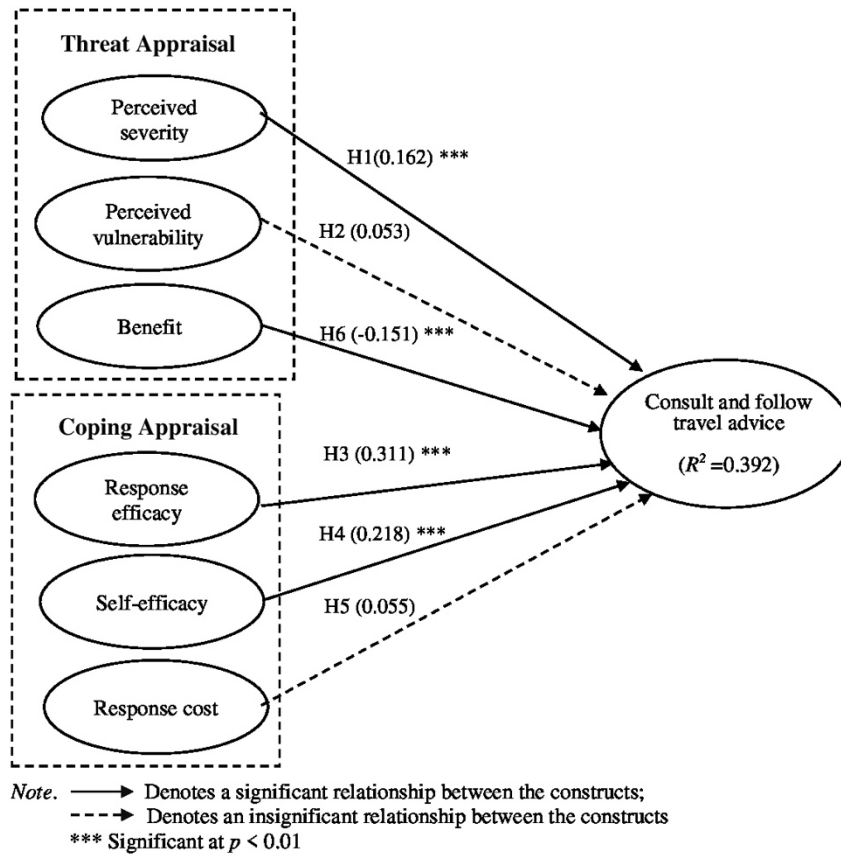 Threat Appraisal
Perceived
severity
H1(0.162) ***
Perceived
vulnerability
H2 (0.053)
Benefit
H6 (-0.151) ***
Consult and follow
travel advice
(R² =0.392)
Coping Appraisal
Response
efficacy
H3 (0.311) ***
Self-efficacy
H4 (0.218) ***
Response cost
H5 (0.055)
Note. Denotes a significant relationship between the constructs;
Denotes an insignificant relationship between the constructs
*** Significant at p < 0.01